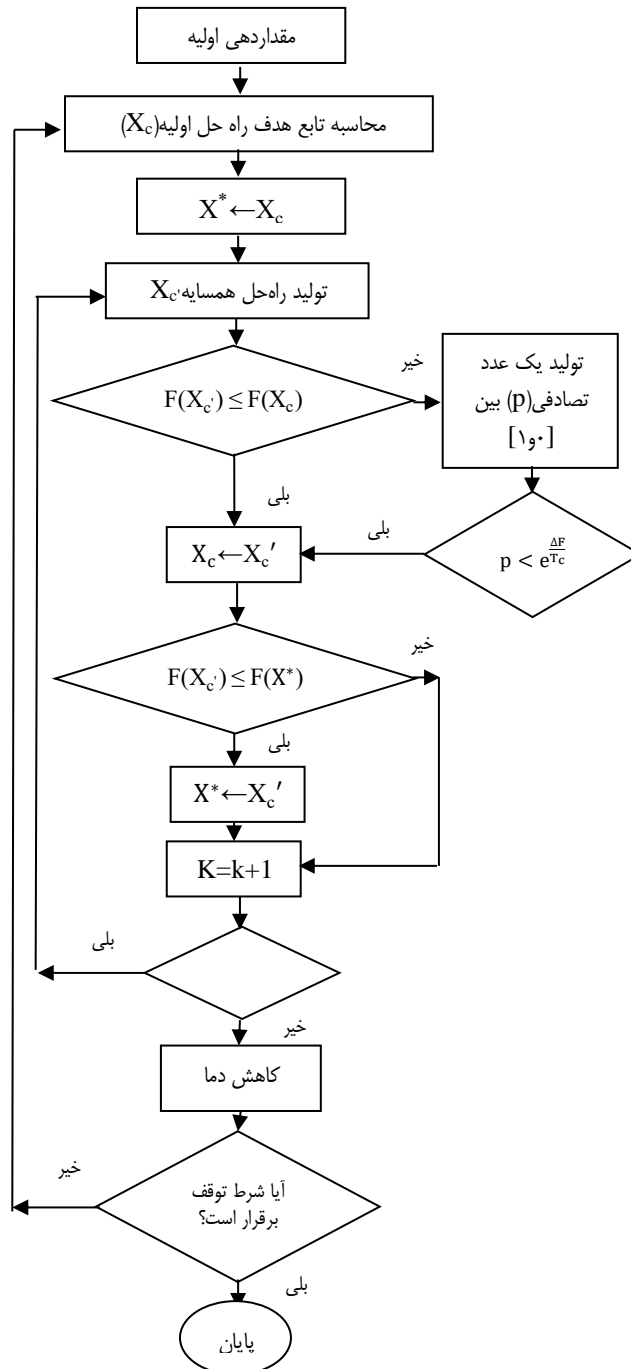 مقداردهی اولیه
محاسبه تابع هدف راه حل اولیه(Xc)
X*←Xc
تولید راه‌حل همسایه Xc'
خیر
F(Xc') ≤ F(Xc)
تولید یک عدد
تصادفی(p) بین
[۰و۱]
بلی
بلی
Xc←Xc′
p < e^(ΔF/Tc)
خیر
F(Xc') ≤ F(X*)
بلی
X*←Xc′
K=k+1
بلی
خیر
کاهش دما
خیر
آیا شرط توقف
برقرار است؟
بلی
پایان